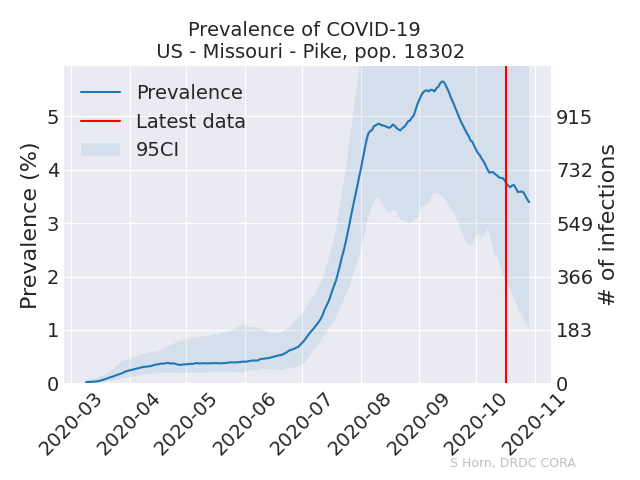 Prevalence of COVID-19
US - Missouri - Pike, pop. 18302
Prevalence
Latest data
95CI
Prevalence (%)
5
4
3
2
1
0
915
732
549
366
183
0
# of infections
2020-03
2020-04
2020-05
2020-06
2020-07
2020-08
2020-09
2020-10
2020-11
S Horn, DRDC CORA